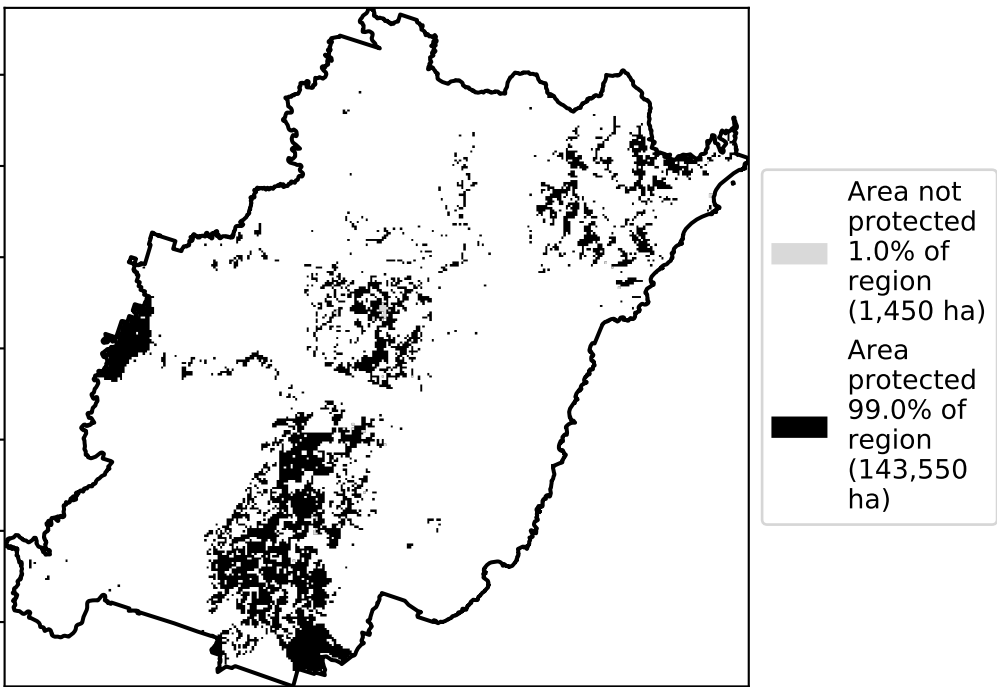 Area not
protected
1.0% of
region
(1,450 ha)
Area
protected
99.0% of
region
(143,550
ha)